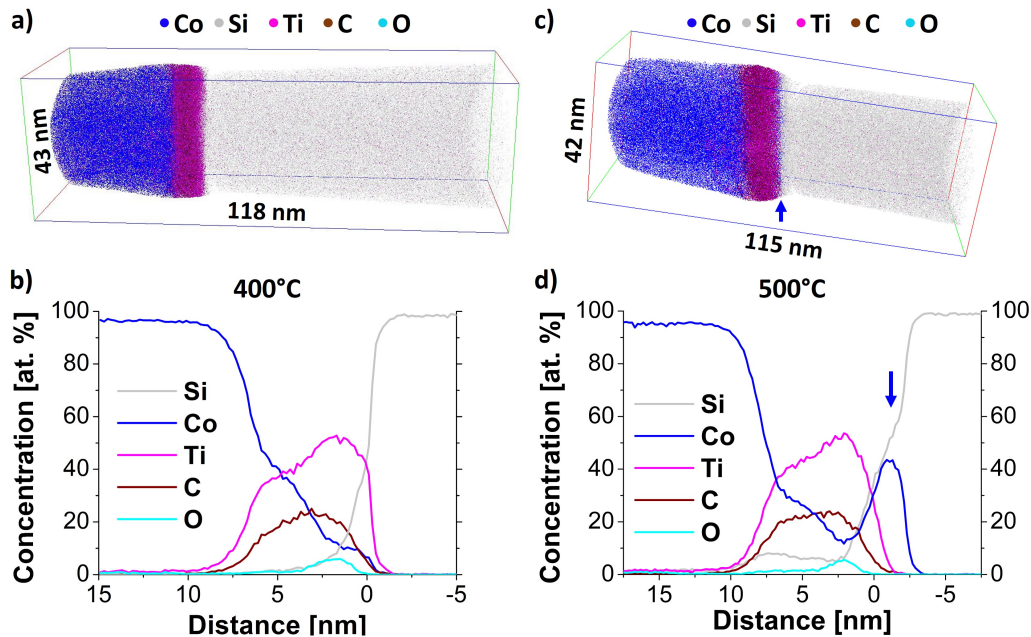 a)
Co Si Ti C O
43 nm
118 nm
c)
Co Si Ti C O
42 nm
115 nm
b)
400°C
Concentration [at. %]
100
80
60
40
20
0
Si
Co
Ti
C
O
15 10 5 0 -5
Distance [nm]
d)
500°C
Concentration [at. %]
100
80
60
40
20
0
Si
Co
Ti
C
O
100
80
60
40
20
0
15 10 5 0 -5
Distance [nm]